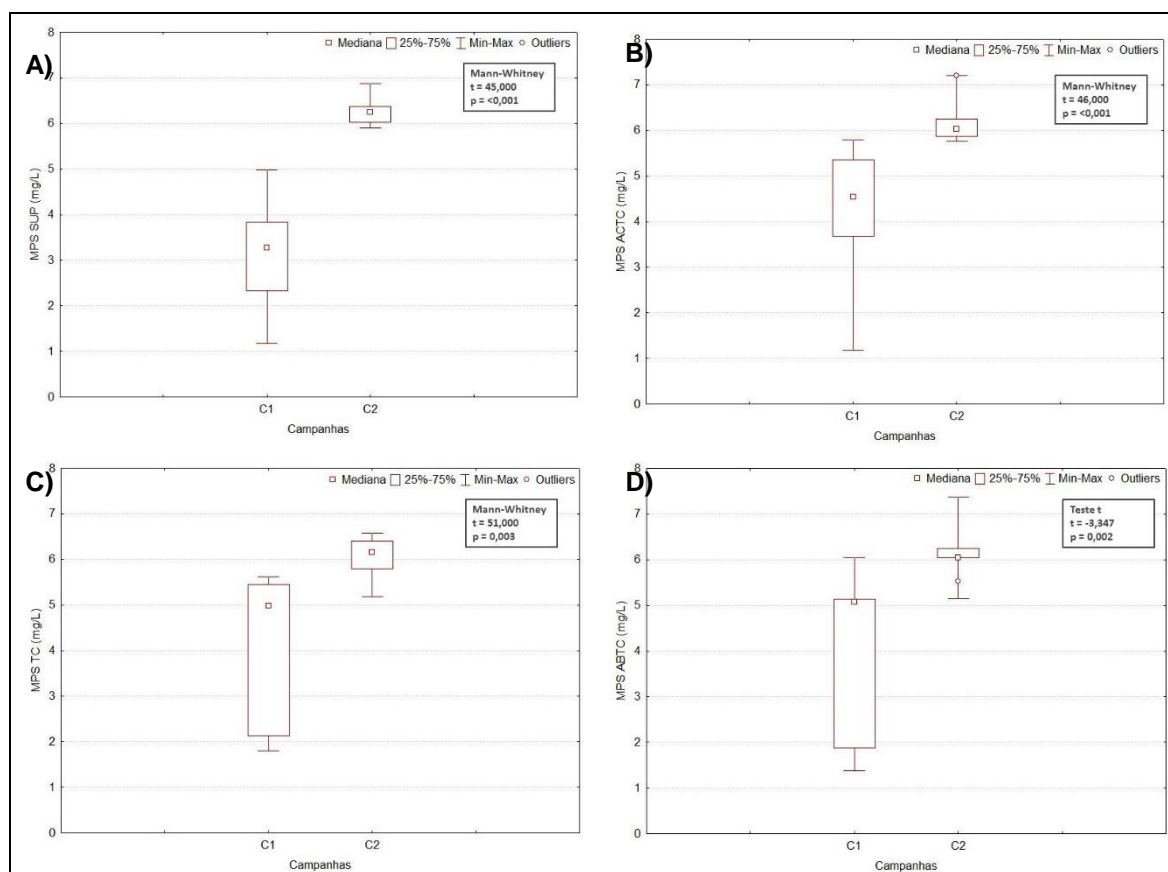 A)
Mediana 25%-75% Min-Max Outliers
Mann-Whitney
t = 45,000
p = <0,001
MPS SUP (mg/L)
8
7
6
5
4
3
2
1
0
C1 C2
Campanhas
B)
Mediana 25%-75% Min-Max Outliers
Mann-Whitney
t = 46,000
p = <0,001
MPS ACTC (mg/L)
8
7
6
5
4
3
2
1
0
C1 C2
Campanhas
C)
Mediana 25%-75% Min-Max Outliers
Mann-Whitney
t = 51,000
p = 0,003
MPS TC (mg/L)
8
7
6
5
4
3
2
1
0
C1 C2
Campanhas
D)
Mediana 25%-75% Min-Max Outliers
Teste t
t = -3,347
p = 0,002
MPS ABTC (mg/L)
8
7
6
5
4
3
2
1
0
C1 C2
Campanhas